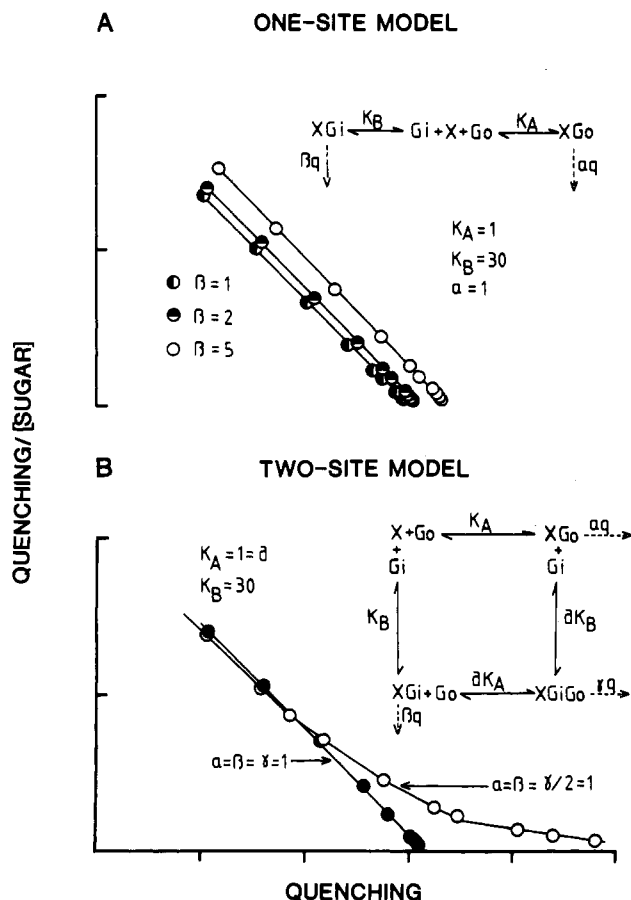 A ONE-SITE MODEL
XGi KB Gi+X+Go KA XGo
βq αq
KA=1
KB=30
α=1
β=1
β=2
β=5
QUENCHING/[SUGAR]
B TWO-SITE MODEL
KA=1=∂
KB=30
X+Go KA XGo αq
+ +
Gi Gi
KB ∂KB
XGi+Go ∂KA XGiGo γq
βq
α=β=γ=1
α=β=γ/2=1
QUENCHING